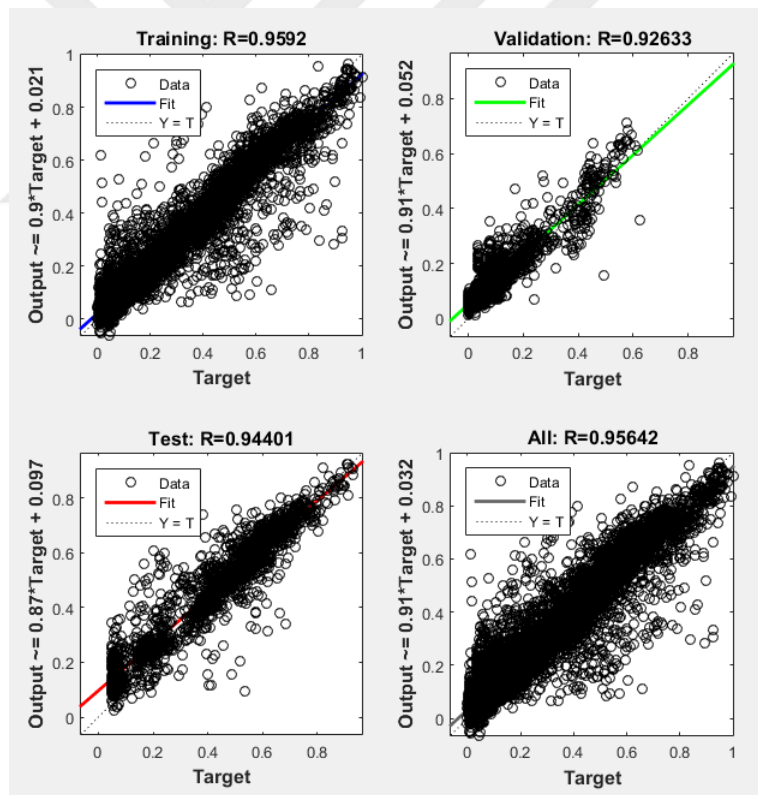 Training: R=0.9592
Output ~= 0.9*Target + 0.021
1
0.8
0.6
0.4
0.2
0
Data
Fit
Y = T
0
0.2
0.4
0.6
0.8
1
Target
Validation: R=0.92633
Output ~= 0.91*Target + 0.052
0.8
0.6
0.4
0.2
0
Data
Fit
Y = T
0
0.2
0.4
0.6
0.8
Target
Test: R=0.94401
Output ~= 0.87*Target + 0.097
0.8
0.6
0.4
0.2
0
Data
Fit
Y = T
0
0.2
0.4
0.6
0.8
Target
All: R=0.95642
Output ~= 0.91*Target + 0.032
1
0.8
0.6
0.4
0.2
0
Data
Fit
Y = T
0
0.2
0.4
0.6
0.8
1
Target